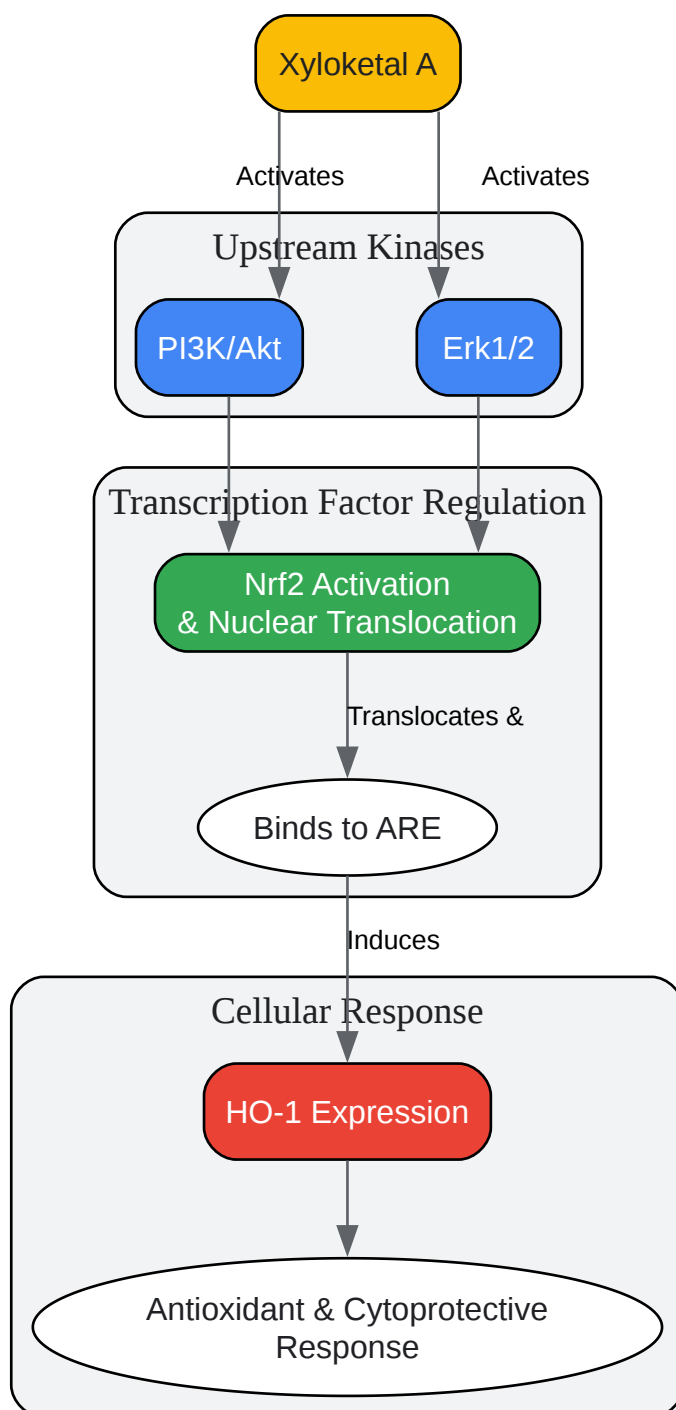 Xyloketal A
Activates
Activates
Upstream Kinases
PI3K/Akt
Erk1/2
Transcription Factor Regulation
Nrf2 Activation
& Nuclear Translocation
Translocates &
Binds to ARE
Induces
Cellular Response
HO-1 Expression
Antioxidant & Cytoprotective
Response